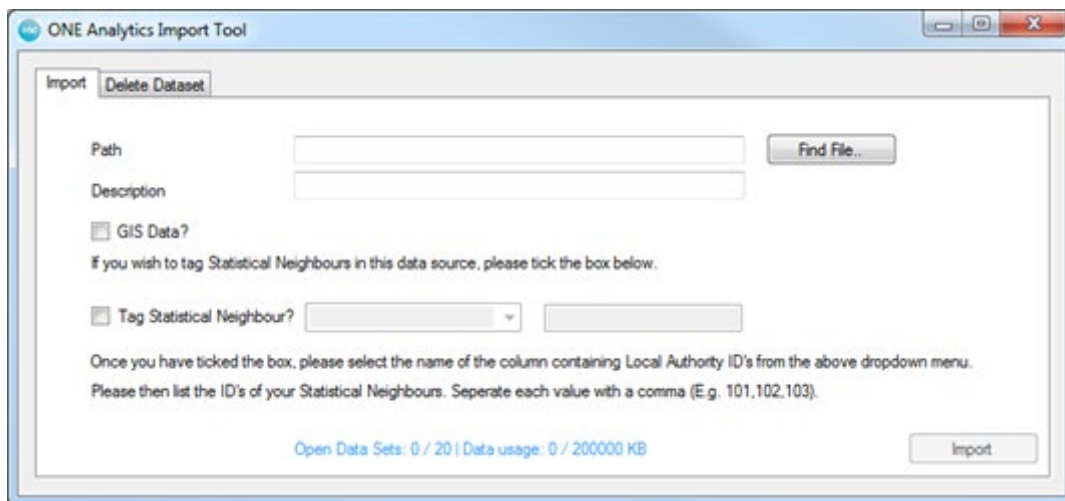 ONE Analytics Import Tool
Import Delete Dataset
Path Find File..
Description
GIS Data?
If you wish to tag Statistical Neighbours in this data source, please tick the box below.
Tag Statistical Neighbour?
Once you have ticked the box, please select the name of the column containing Local Authority ID's from the above dropdown menu.
Please then list the ID's of your Statistical Neighbours. Seperate each value with a comma (E.g. 101,102,103).
Open Data Sets: 0 / 20 | Data usage: 0 / 200000 KB
Import